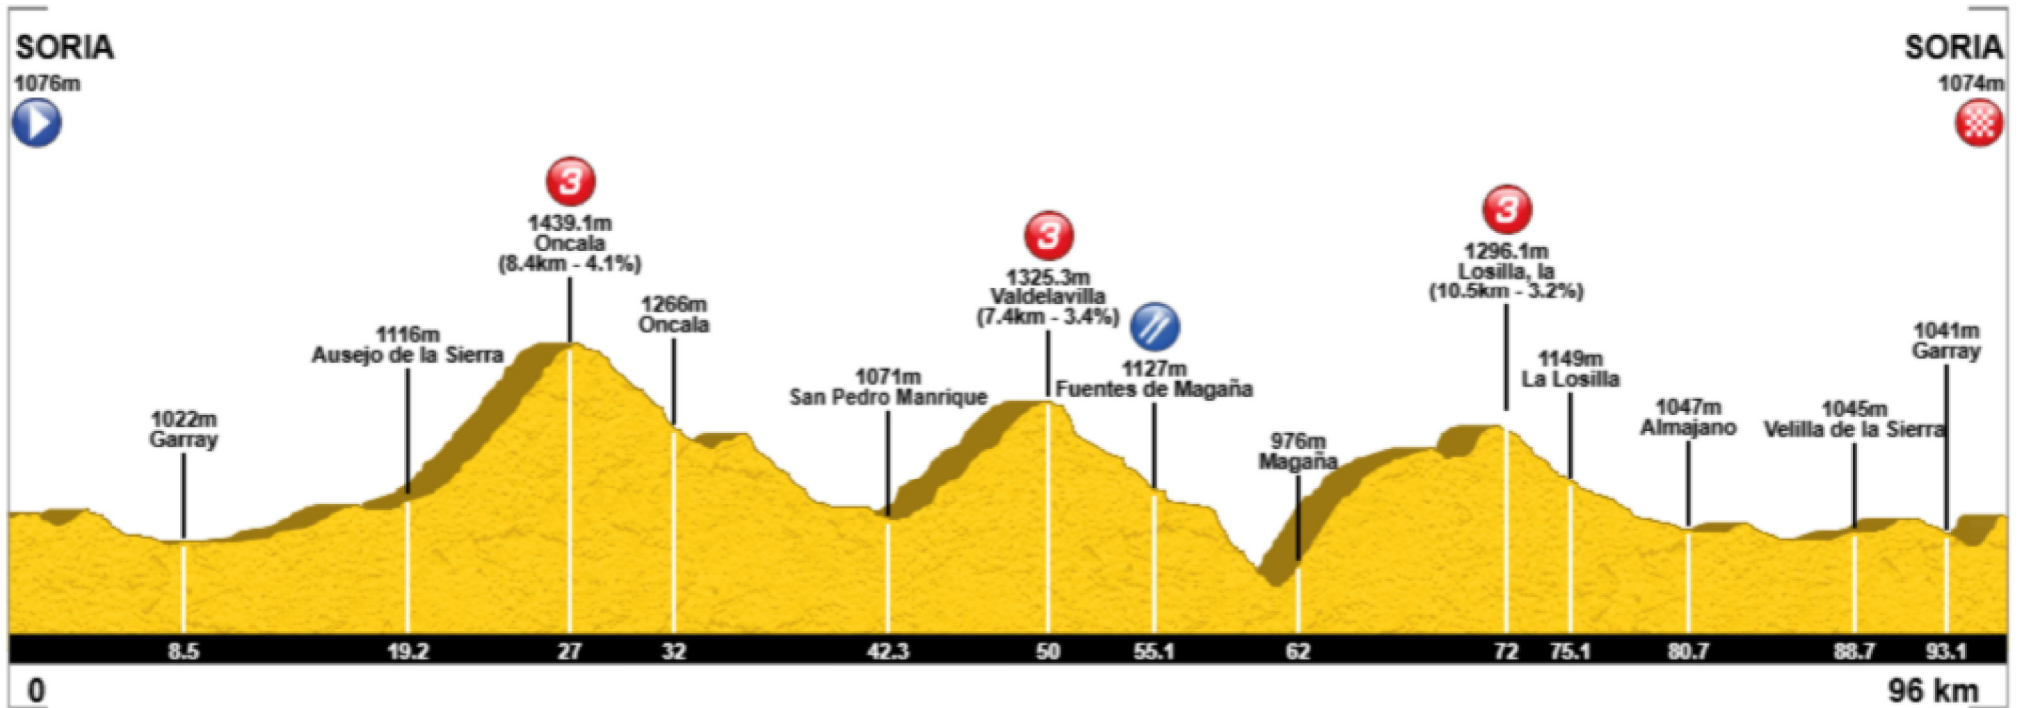 SORIA
1076m
SORIA
1074m
3
1439.1m
Oncala
(8.4km - 4.1%)
3
1325.3m
Valdelavilla
(7.4km - 3.4%)
3
1296.1m
Losilla, la
(10.5km - 3.2%)
1022m
Garray
1116m
Ausejo de la Sierra
1266m
Oncala
1071m
San Pedro Manrique
1127m
Fuentes de Magaña
976m
Magaña
1149m
La Losilla
1047m
Almajano
1045m
Velilla de la Sierra
1041m
Garray
8.5 19.2 27 32 42.3 50 55.1 62 72 75.1 80.7 88.7 93.1
0
96 km